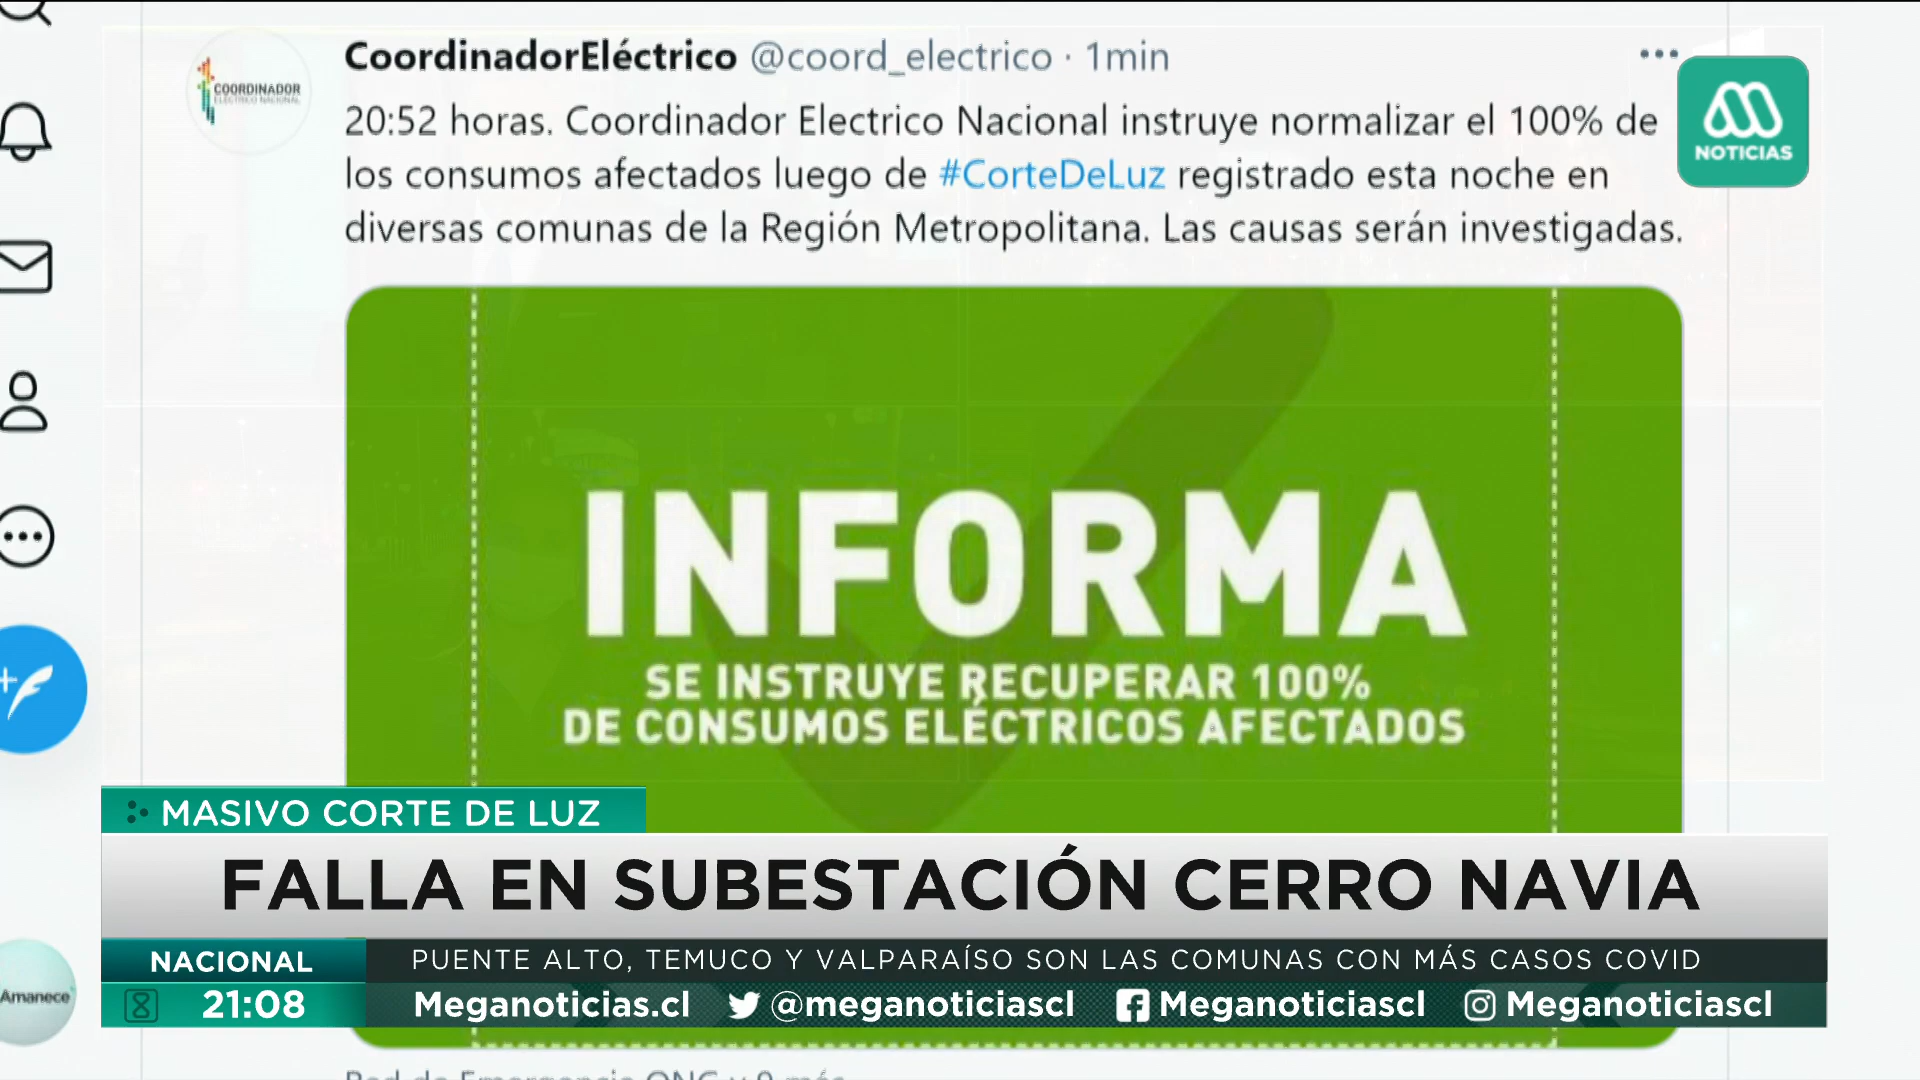 CoordinadorEléctrico @coord_electrico · 1min
COORDINADOR
ELÉCTRICO NACIONAL
20:52 horas. Coordinador Electrico Nacional instruye normalizar el 100% de
los consumos afectados luego de #CorteDeLuz registrado esta noche en
diversas comunas de la Región Metropolitana. Las causas serán investigadas.
NOTICIAS
INFORMA
SE INSTRUYE RECUPERAR 100%
DE CONSUMOS ELÉCTRICOS AFECTADOS
MASIVO CORTE DE LUZ
FALLA EN SUBESTACIÓN CERRO NAVIA
NACIONAL
PUENTE ALTO, TEMUCO Y VALPARAÍSO SON LAS COMUNAS CON MÁS CASOS COVID
Amanece
21:08
Meganoticias.cl @meganoticiascl Meganoticiascl Meganoticiascl